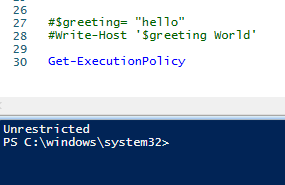 26
27 #$greeting= "hello"
28 #Write-Host '$greeting World'
29
30 Get-ExecutionPolicy
Unrestricted
PS C:\windows\system32>